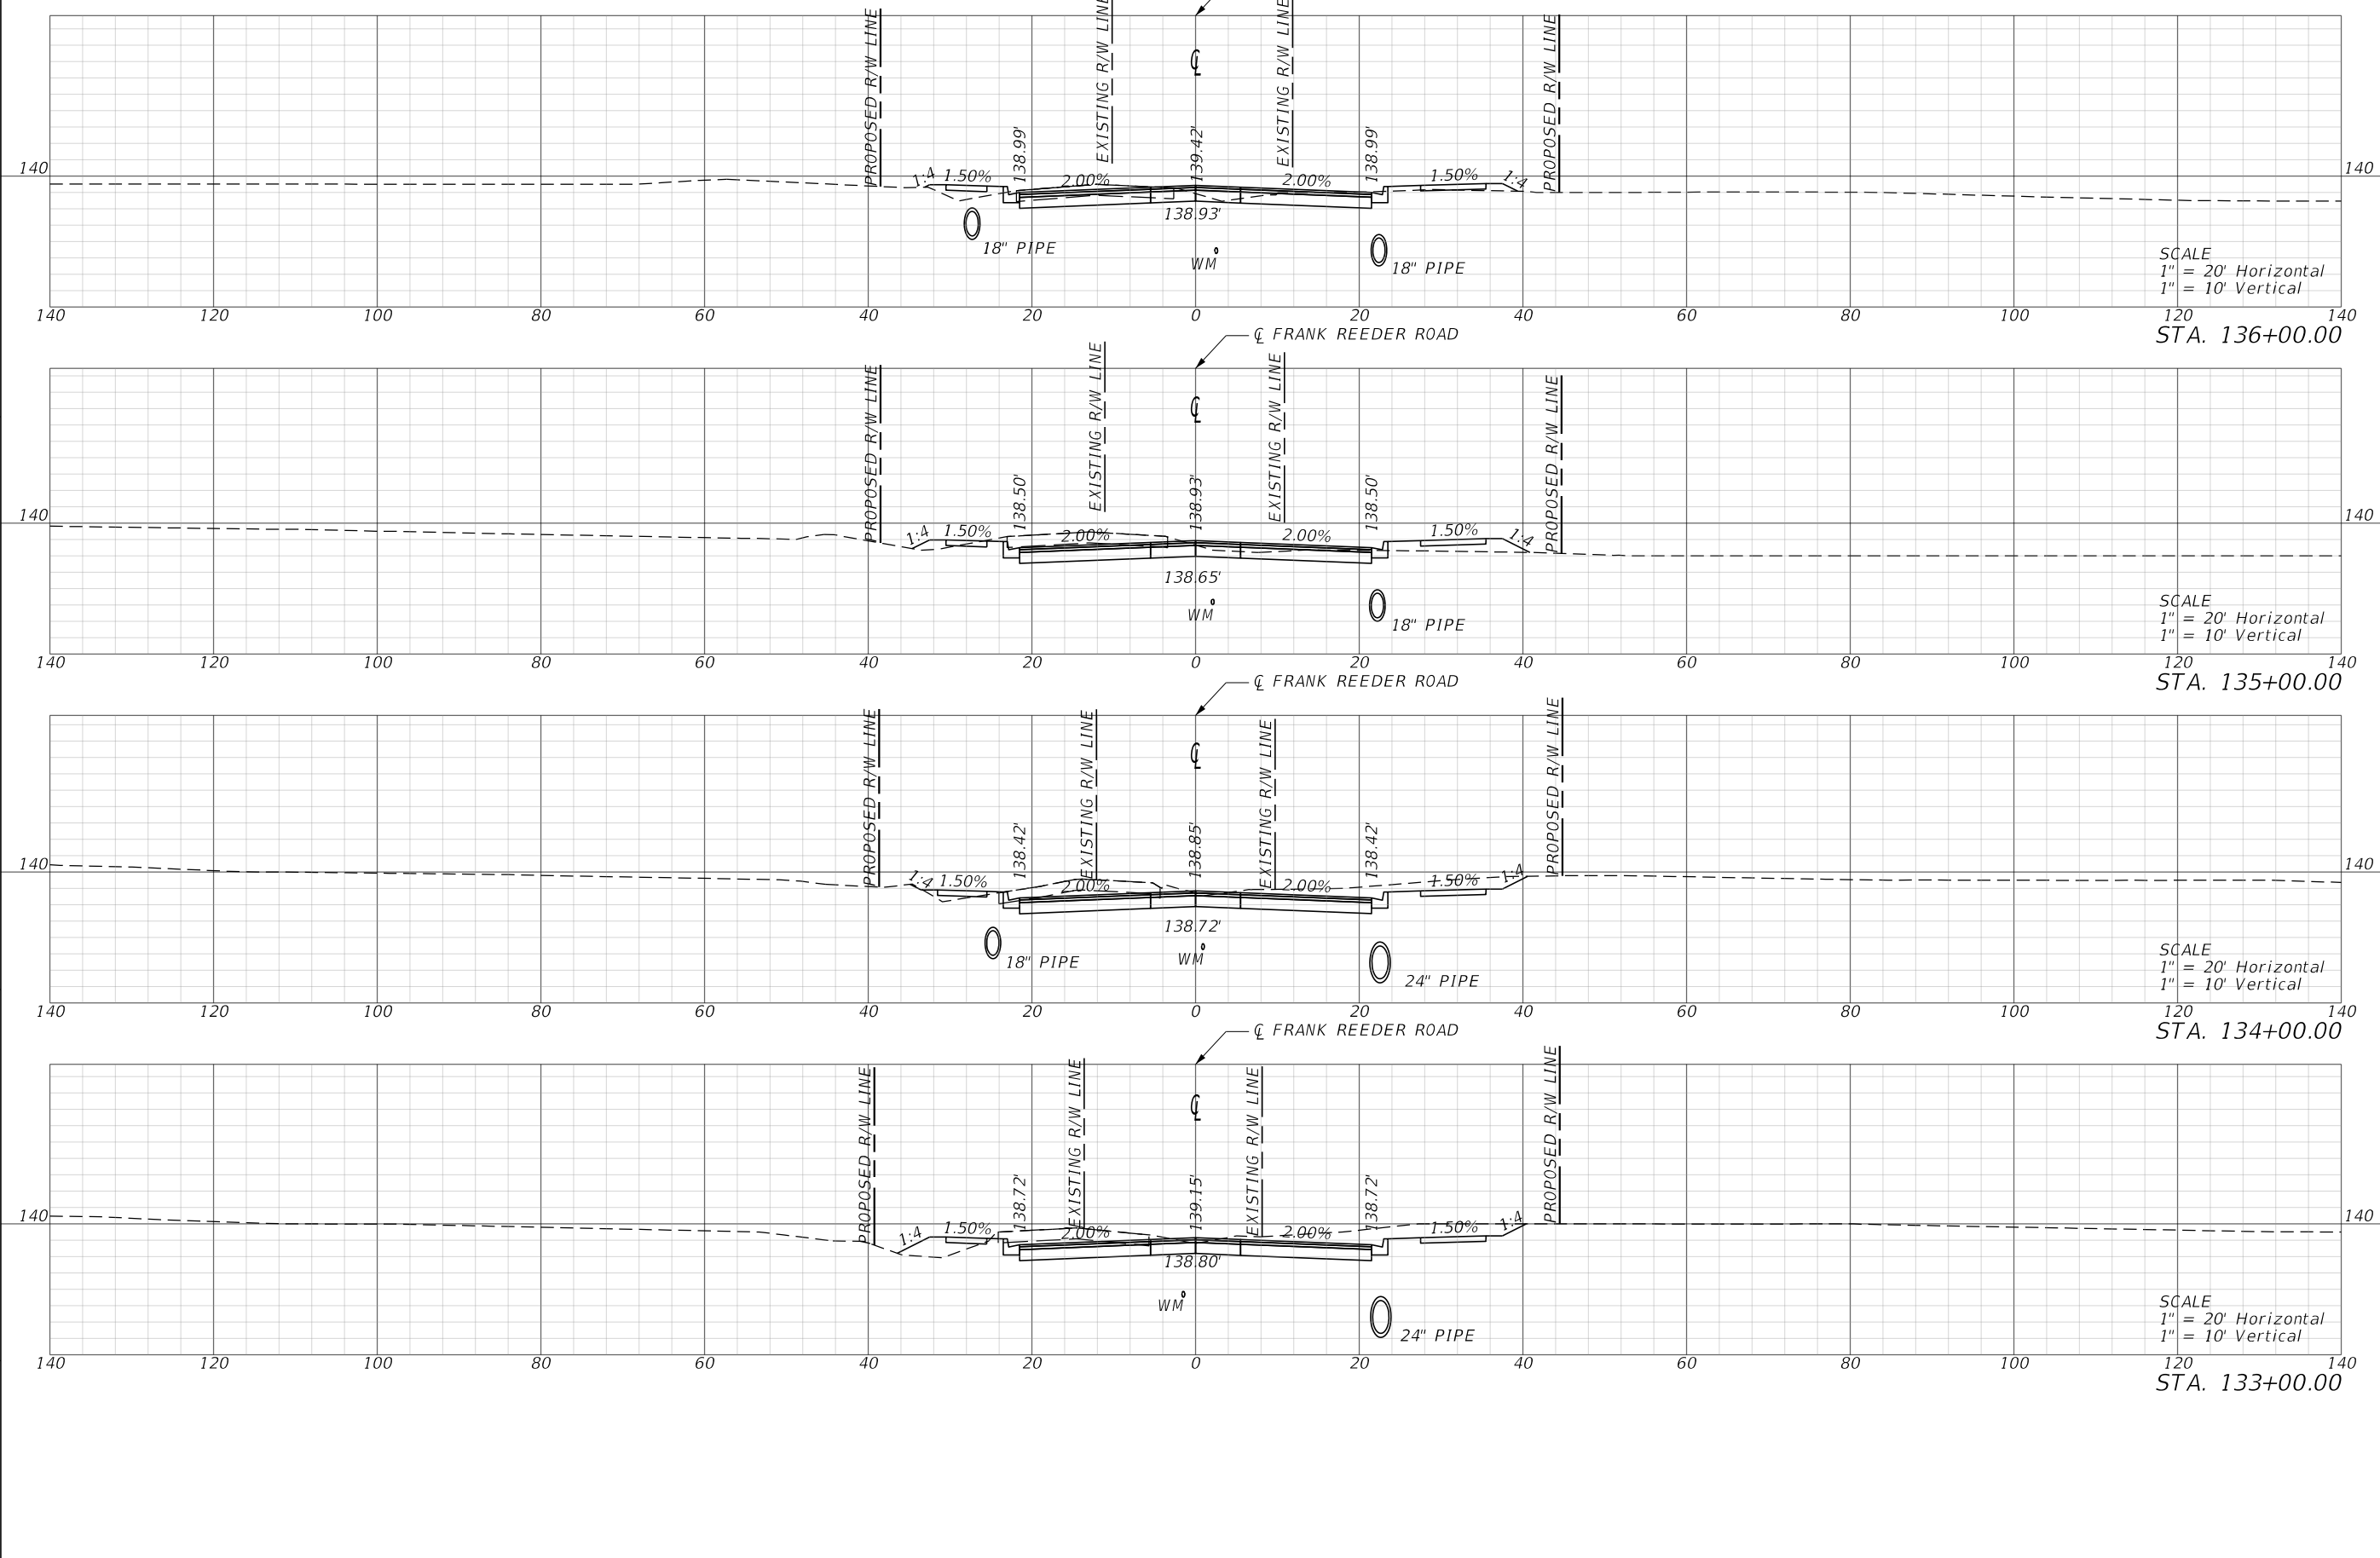 PROPOSED R/W LINE
EXISTING R/W LINE
℄
EXISTING R/W LINE
PROPOSED R/W LINE
138.99'
139.42'
138.99'
140
140
1:4
1.50%
2.00%
2.00%
1.50%
1:4
138.93'
18" PIPE
WM
18" PIPE
SCALE
1" = 20' Horizontal
1" = 10' Vertical
140 120 100 80 60 40 20 0 20 40 60 80 100 120 140
STA. 136+00.00
℄ FRANK REEDER ROAD
PROPOSED R/W LINE
EXISTING R/W LINE
℄
EXISTING R/W LINE
PROPOSED R/W LINE
138.50'
138.93'
138.50'
140
140
1:4
1.50%
2.00%
2.00%
1.50%
1:4
138.65'
WM
18" PIPE
SCALE
1" = 20' Horizontal
1" = 10' Vertical
140 120 100 80 60 40 20 0 20 40 60 80 100 120 140
STA. 135+00.00
℄ FRANK REEDER ROAD
PROPOSED R/W LINE
EXISTING R/W LINE
℄
EXISTING R/W LINE
PROPOSED R/W LINE
138.42'
138.85'
138.42'
140
140
1:4
1.50%
2.00%
2.00%
1.50%
1:4
138.72'
18" PIPE
WM
24" PIPE
SCALE
1" = 20' Horizontal
1" = 10' Vertical
140 120 100 80 60 40 20 0 20 40 60 80 100 120 140
STA. 134+00.00
℄ FRANK REEDER ROAD
PROPOSED R/W LINE
EXISTING R/W LINE
℄
EXISTING R/W LINE
PROPOSED R/W LINE
138.72'
139.15'
138.72'
140
140
1:4
1.50%
2.00%
2.00%
1.50%
1:4
138.80'
WM
24" PIPE
SCALE
1" = 20' Horizontal
1" = 10' Vertical
140 120 100 80 60 40 20 0 20 40 60 80 100 120 140
STA. 133+00.00